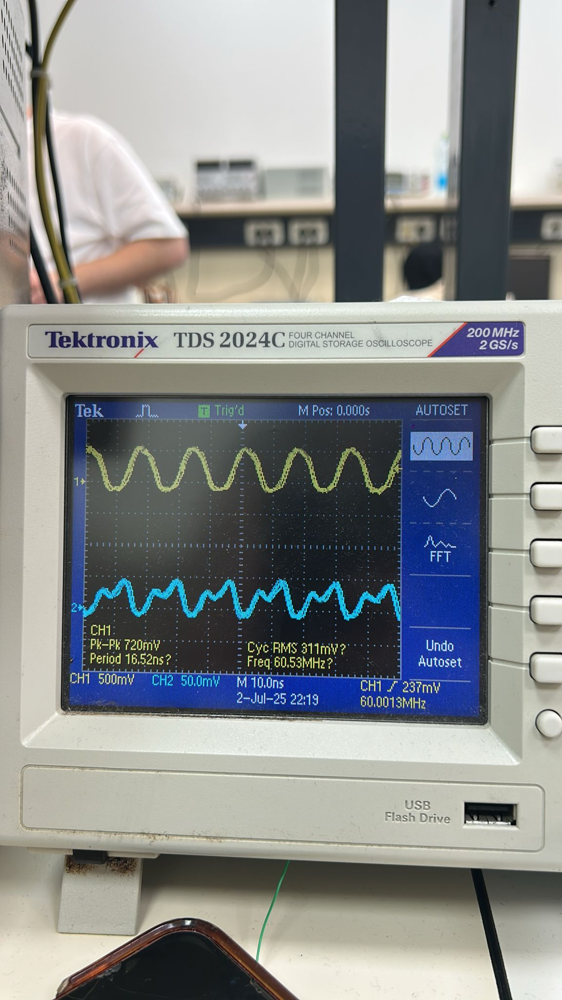 Tektronix TDS 2024C FOUR CHANNEL DIGITAL STORAGE OSCILLOSCOPE
200 MHz
2 GS/s
Tek T Trig'd M Pos: 0.000s AUTOSET
1
FFT
2
CH1
Pk-Pk 720mV
Period 16.52ns?
Cyc RMS 311mV?
Freq 60.53MHz?
Undo
Autoset
CH1 500mV CH2 50.0mV M 10.0ns CH1 237mV
2-Jul-25 22:19 60.0013MHz
USB
Flash Drive